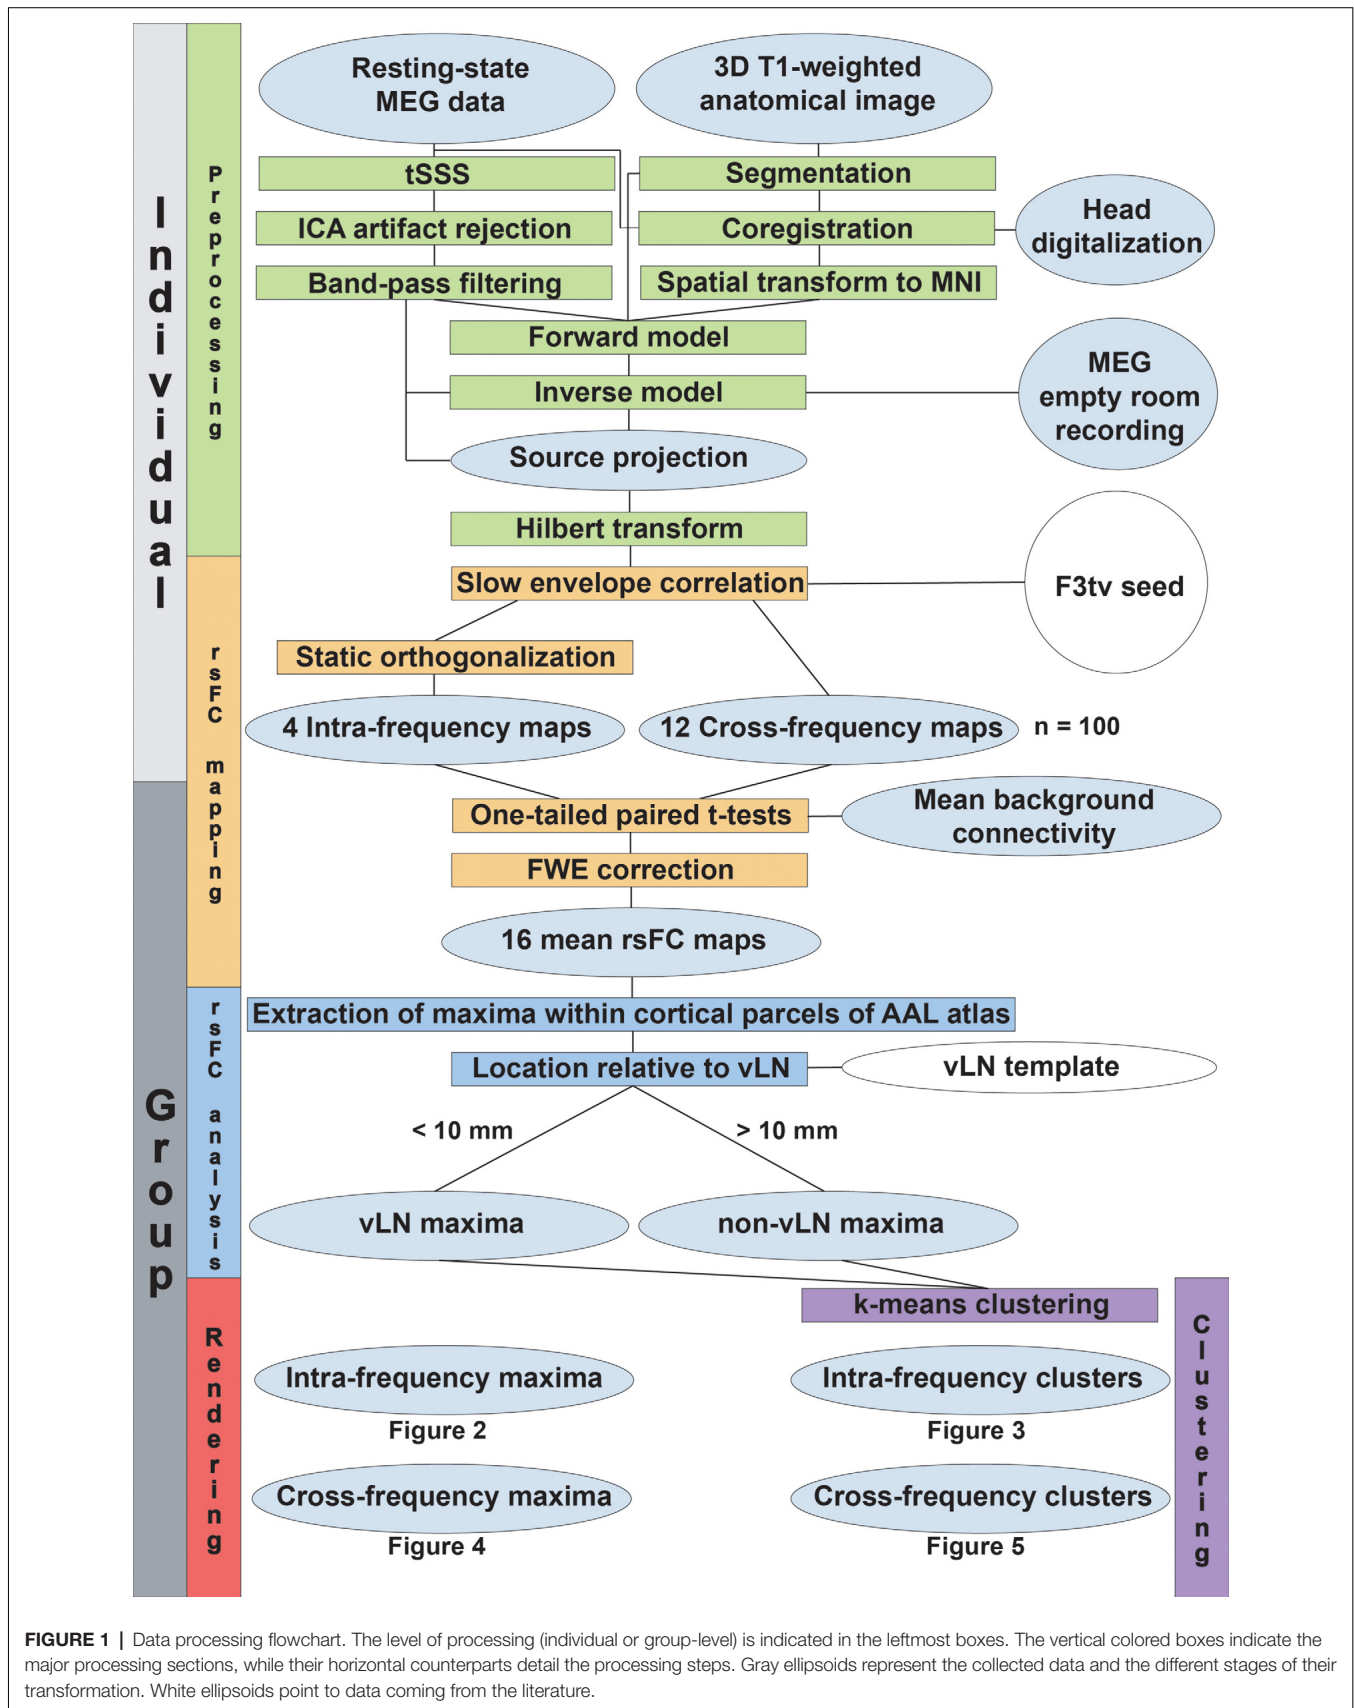 Individual
Group
Preprocessing
rsFC mapping
rsFC analysis
Rendering
Resting-state
MEG data
3D T1-weighted
anatomical image
tSSS
Segmentation
ICA artifact rejection
Coregistration
Head
digitalization
Band-pass filtering
Spatial transform to MNI
Forward model
Inverse model
MEG
empty room
recording
Source projection
Hilbert transform
Slow envelope correlation
F3tv seed
Static orthogonalization
4 Intra-frequency maps
12 Cross-frequency maps
n = 100
One-tailed paired t-tests
Mean background
connectivity
FWE correction
16 mean rsFC maps
Extraction of maxima within cortical parcels of AAL atlas
Location relative to vLN
vLN template
< 10 mm
> 10 mm
vLN maxima
non-vLN maxima
k-means clustering
Clustering
Intra-frequency maxima
Figure 2
Intra-frequency clusters
Figure 3
Cross-frequency maxima
Figure 4
Cross-frequency clusters
Figure 5
FIGURE 1 | Data processing flowchart. The level of processing (individual or group-level) is indicated in the leftmost boxes. The vertical colored boxes indicate the
major processing sections, while their horizontal counterparts detail the processing steps. Gray ellipsoids represent the collected data and the different stages of their
transformation. White ellipsoids point to data coming from the literature.